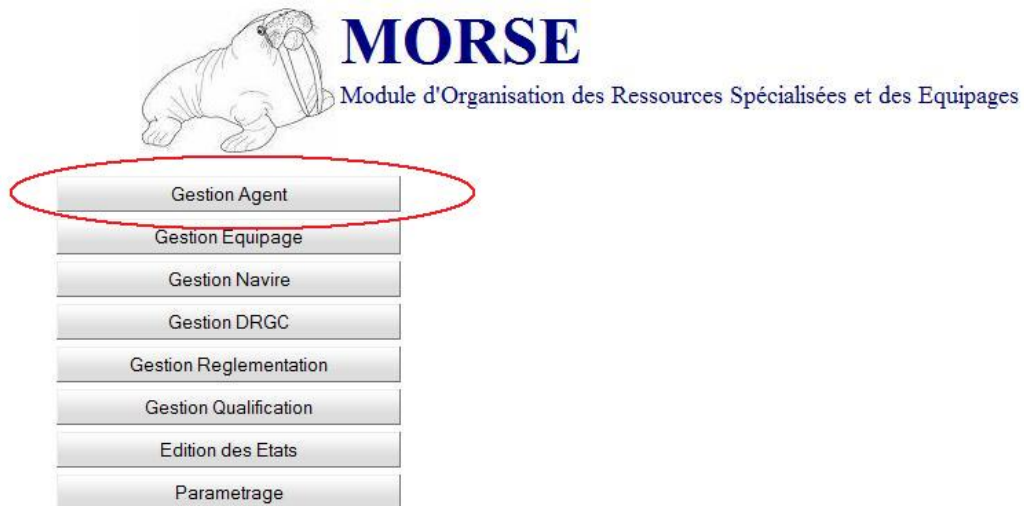 MORSE
Module d'Organisation des Ressources Spécialisées et des Equipages
Gestion Agent
Gestion Equipage
Gestion Navire
Gestion DRGC
Gestion Reglementation
Gestion Qualification
Edition des Etats
Parametrage